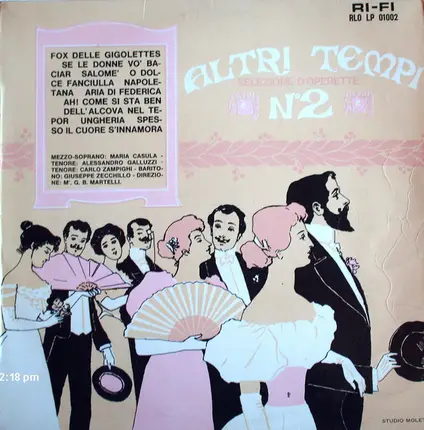 RI-FI
RLO LP 01002
ALTRI TEMPI
SELEZIONE D'OPERETTE
N°2
FOX DELLE GIGOLETTES
SE LE DONNE VO' BA-
CIAR SALOME' O DOL-
CE FANCIULLA NAPOLE-
TANA ARIA DI FEDERICA
AH! COME SI STA BEN
DELL'ALCOVA NEL TE-
POR UNGHERIA SPES-
SO IL CUORE S'INNAMORA
MEZZO-SOPRANO: MARIA CASULA -
TENORE: ALESSANDRO GALLUZZI -
TENORE: CARLO ZAMPIGHI - BARITO-
NO: GIUSEPPE ZECCHILLO - DIREZIO-
NE: M°. G. B. MARTELLI.
2:18 pm
STUDIO MOLET